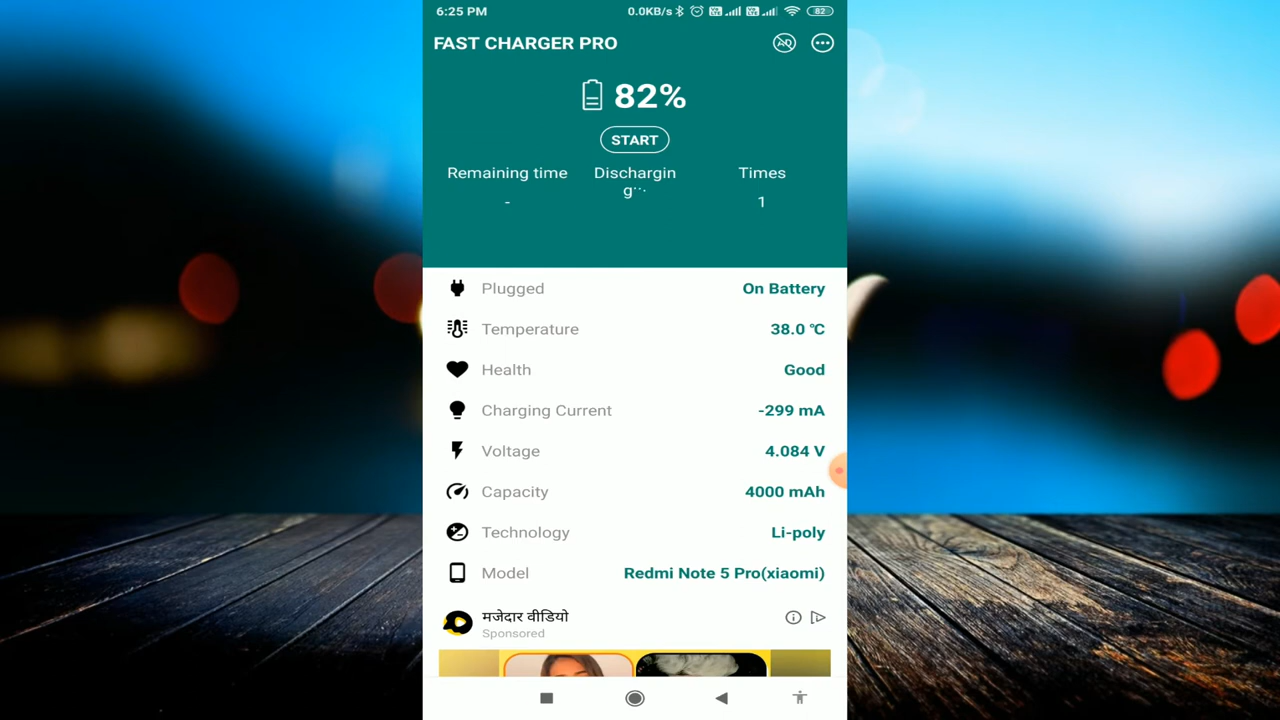 6:25 PM 0.0KB/s 82
FAST CHARGER PRO AD
82%
START
Remaining time Dischargin
g... Times
- 1
Plugged On Battery
Temperature 38.0 °C
Health Good
Charging Current -299 mA
Voltage 4.084 V
Capacity 4000 mAh
Technology Li-poly
Model Redmi Note 5 Pro(xiaomi)
मजेदार वीडियो
Sponsored